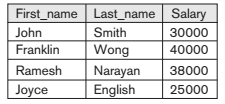 First_name Last_name Salary
John Smith 30000
Franklin Wong 40000
Ramesh Narayan 38000
Joyce English 25000